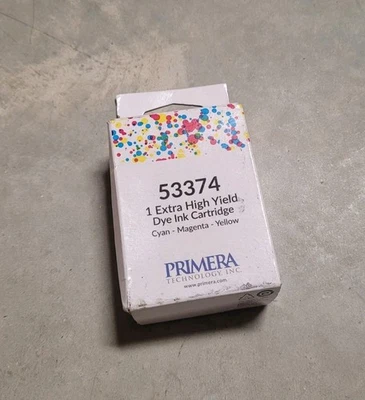 53374
1 Extra High Yield
Dye Ink Cartridge
Cyan - Magenta - Yellow
PRIMERA
TECHNOLOGY INC.
www.primera.com